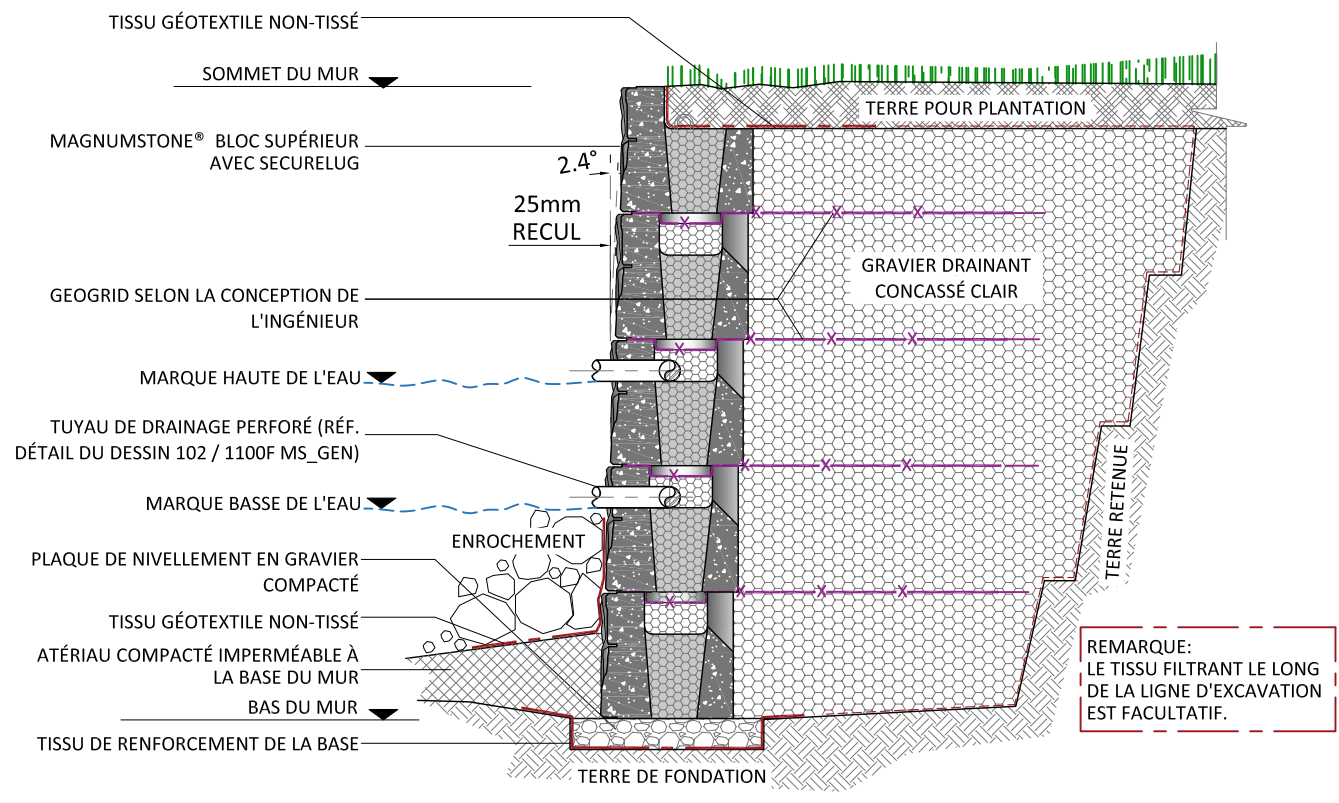 TISSU GÉOTEXTILE NON-TISSÉ
SOMMET DU MUR
TERRE POUR PLANTATION
MAGNUMSTONE® BLOC SUPÉRIEUR
AVEC SECURELUG
2.4°
25mm
RECUL
GRAVIER DRAINANT
CONCASSÉ CLAIR
GEOGRID SELON LA CONCEPTION DE
L'INGÉNIEUR
MARQUE HAUTE DE L'EAU
TUYAU DE DRAINAGE PERFORÉ (RÉF.
DÉTAIL DU DESSIN 102 / 1100F MS_GEN)
MARQUE BASSE DE L'EAU
ENROCHEMENT
TERRE RETENUE
PLAQUE DE NIVELLEMENT EN GRAVIER
COMPACTÉ
TISSU GÉOTEXTILE NON-TISSÉ
ATÉRIAU COMPACTÉ IMPERMÉABLE À
LA BASE DU MUR
BAS DU MUR
TISSU DE RENFORCEMENT DE LA BASE
TERRE DE FONDATION
REMARQUE:
LE TISSU FILTRANT LE LONG
DE LA LIGNE D'EXCAVATION
EST FACULTATIF.